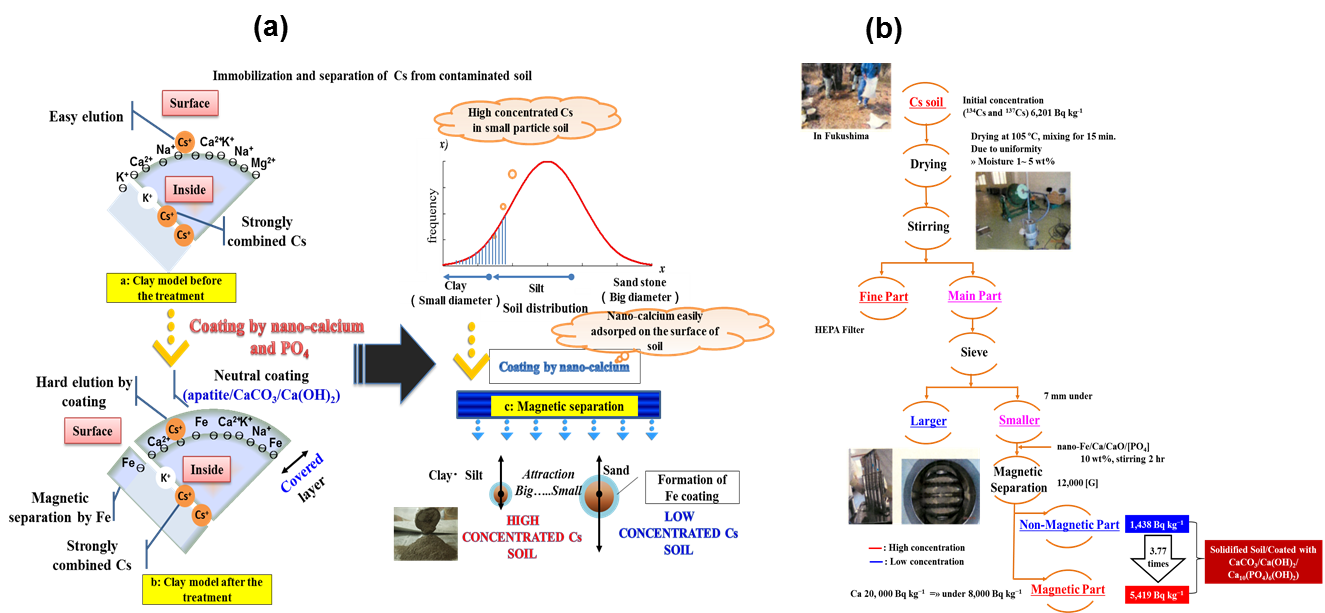 (a)
Immobilization and separation of Cs from contaminated soil
Surface
Easy elution
Cs⁺
Ca²⁺K⁺
Na⁺
Na⁺
Ca²⁺
Mg²⁺
K⁺
K⁺
Inside
Cs⁺
Cs⁺
Strongly
combined Cs
a: Clay model before
the treatment
High concentrated Cs
in small particle soil
x)
frequency
x
Clay
( Small diameter )
Silt
Soil distribution
Sand stone
( Big diameter )
Coating by nano-calcium
and PO₄
Nano-calcium easily
adsorped on the surface of
soil
Coating by nano-calcium
c: Magnetic separation
Hard elution by
coating
Neutral coating
(apatite/CaCO₃/Ca(OH)₂)
Surface
Cs⁺
Fe
Ca²⁺K⁺
Na⁺
Ca²⁺
Fe
Fe
K⁺
Inside
Cs⁺
Cs⁺
Covered
layer
Magnetic
separation by Fe
Strongly
combined Cs
b: Clay model after the
treatment
Clay· Silt
Attraction
Big…..Small
Sand
Formation of
Fe coating
HIGH
CONCENTRATED Cs
SOIL
LOW
CONCENTRATED Cs
SOIL
(b)
In Fukushima
Cs soil
Initial concentration
(¹³⁴Cs and ¹³⁷Cs) 6,201 Bq kg⁻¹
Drying
Drying at 105 °C, mixing for 15 min.
Due to uniformity
» Moisture 1~ 5 wt%
Stirring
Fine Part
Main Part
HEPA Filter
Sieve
7 mm under
Larger
Smaller
nano-Fe/Ca/CaO/[PO₄]
10 wt%, stirring 2 hr
Magnetic
Separation
12,000 [G]
Non-Magnetic Part
1,438 Bq kg⁻¹
3.77
times
Solidified Soil/Coated with
CaCO₃/Ca(OH)₂/
Ca₁₀(PO₄)₆(OH)₂)
: High concentration
: Low concentration
Ca 20, 000 Bq kg⁻¹ =» under 8,000 Bq kg⁻¹
Magnetic Part
5,419 Bq kg⁻¹